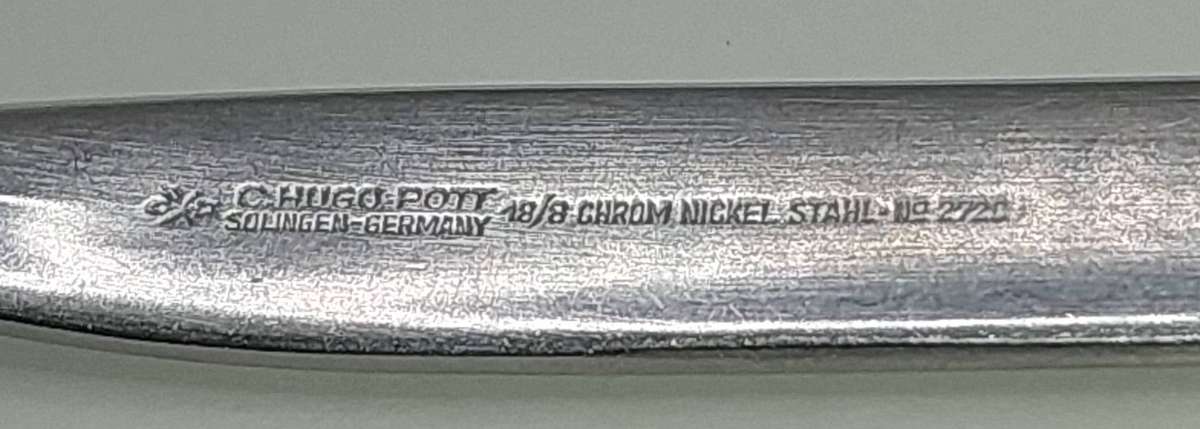 C.HUGO.POTT
SOLINGEN-GERMANY
18/8 CHROM NICKEL STAHL-No 2720